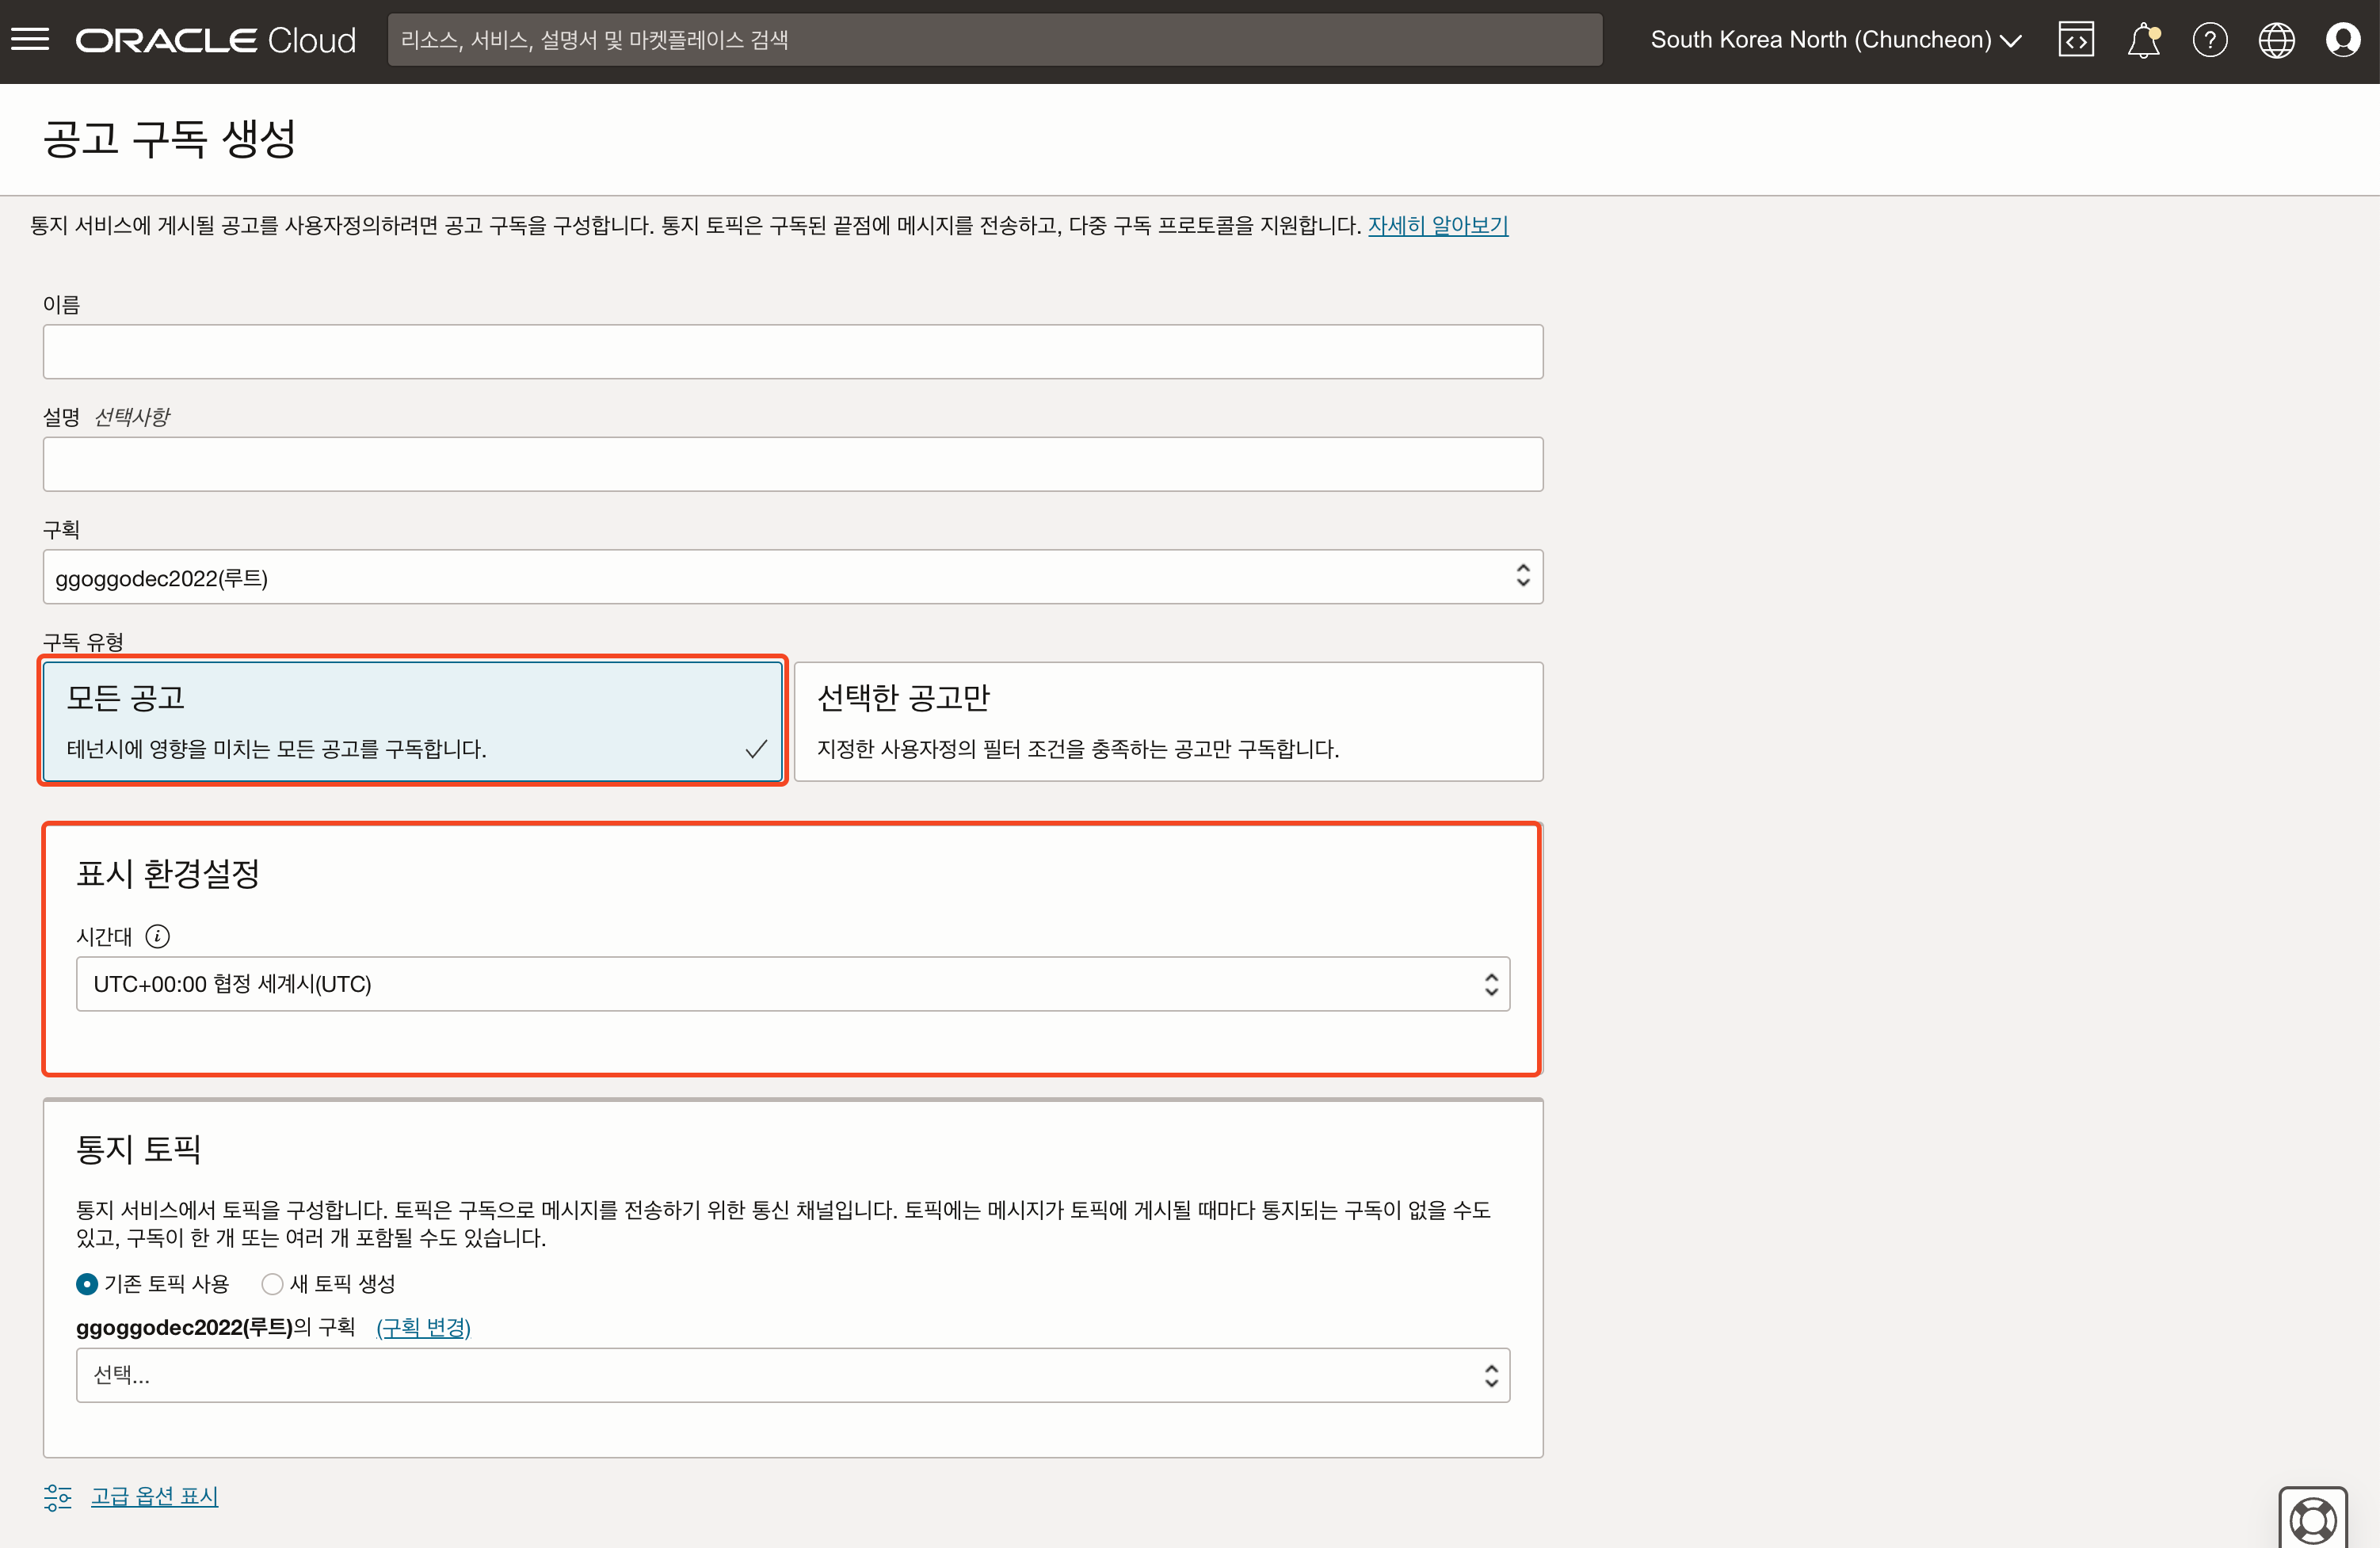 ORACLE Cloud
리소스, 서비스, 설명서 및 마켓플레이스 검색
South Korea North (Chuncheon)
공고 구독 생성
통지 서비스에 게시될 공고를 사용자정의하려면 공고 구독을 구성합니다. 통지 토픽은 구독된 끝점에 메시지를 전송하고, 다중 구독 프로토콜을 지원합니다. 자세히 알아보기
이름
설명 선택사항
구획
ggoggodec2022(루트)
구독 유형
모든 공고
테넌시에 영향을 미치는 모든 공고를 구독합니다.
선택한 공고만
지정한 사용자정의 필터 조건을 충족하는 공고만 구독합니다.
표시 환경설정
시간대
UTC+00:00 협정 세계시(UTC)
통지 토픽
통지 서비스에서 토픽을 구성합니다. 토픽은 구독으로 메시지를 전송하기 위한 통신 채널입니다. 토픽에는 메시지가 토픽에 게시될 때마다 통지되는 구독이 없을 수도
있고, 구독이 한 개 또는 여러 개 포함될 수도 있습니다.
기존 토픽 사용 새 토픽 생성
ggoggodec2022(루트)의 구획 (구획 변경)
선택...
고급 옵션 표시